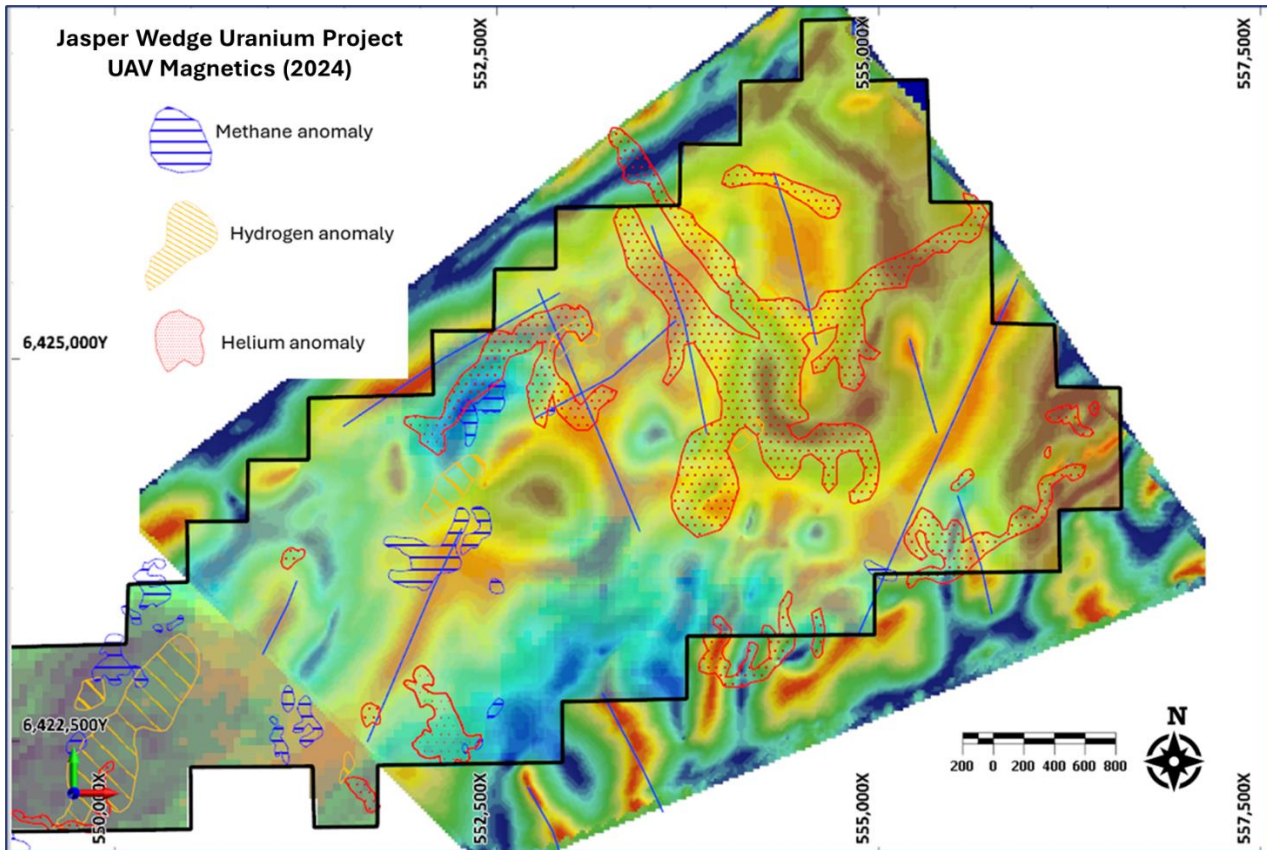 Jasper Wedge Uranium Project
UAV Magnetics (2024)
Methane anomaly
Hydrogen anomaly
Helium anomaly
552,500X
555,000X
557,500X
6,425,000Y
6,422,500Y
550,000X
552,500X
555,000X
557,500X
N
200 0 200 400 600 800